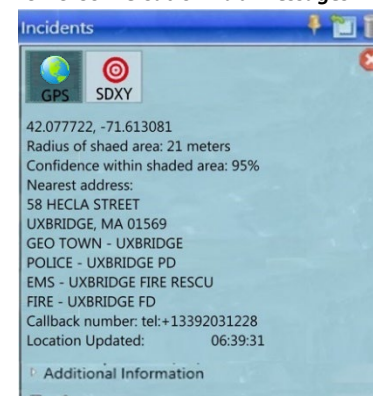 Incidents
GPS SDXY
42.077722, -71.613081
Radius of shaed area: 21 meters
Confidence within shaded area: 95%
Nearest address:
58 HECLA STREET
UXBRIDGE, MA 01569
GEO TOWN - UXBRIDGE
POLICE - UXBRIDGE PD
EMS - UXBRIDGE FIRE RESCU
FIRE - UXBRIDGE FD
Callback number: tel:+13392031228
Location Updated: 06:39:31
Additional Information